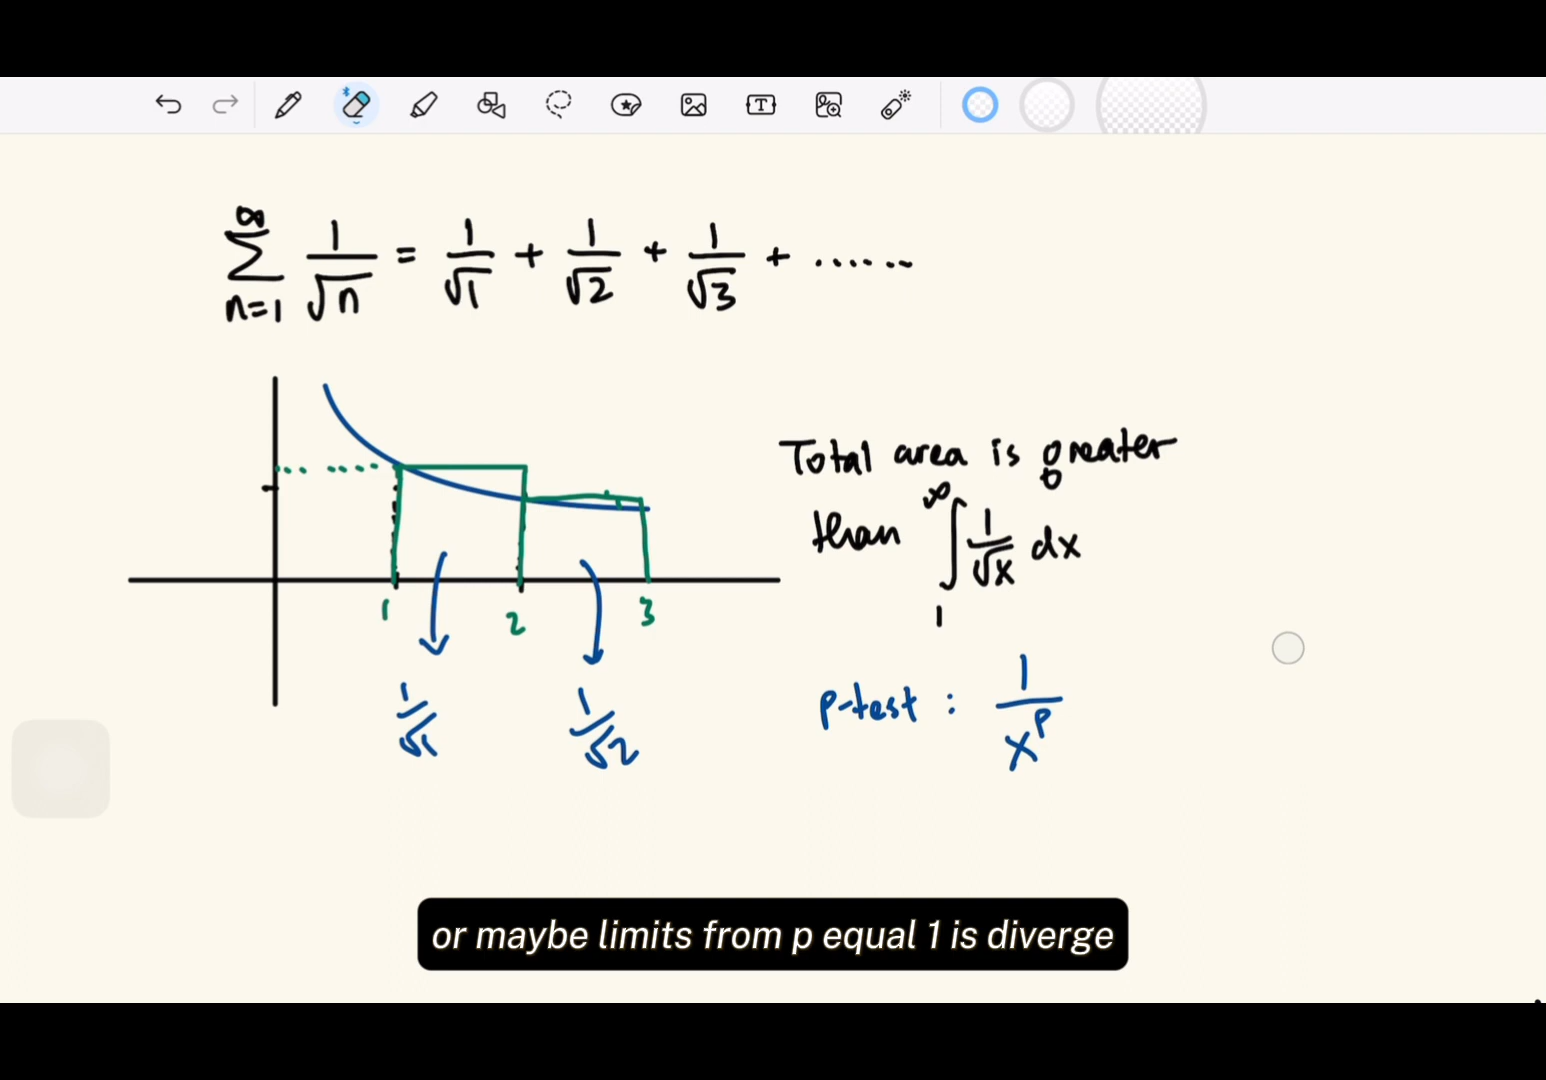 ∞
∑ 1/√n = 1/√1 + 1/√2 + 1/√3 + ......
n=1
Total area is greater
than ∫₁^∞ 1/√x dx
1 2 3
1/√1 1/√2
p-test : 1/x^p
or maybe limits from p equal 1 is diverge